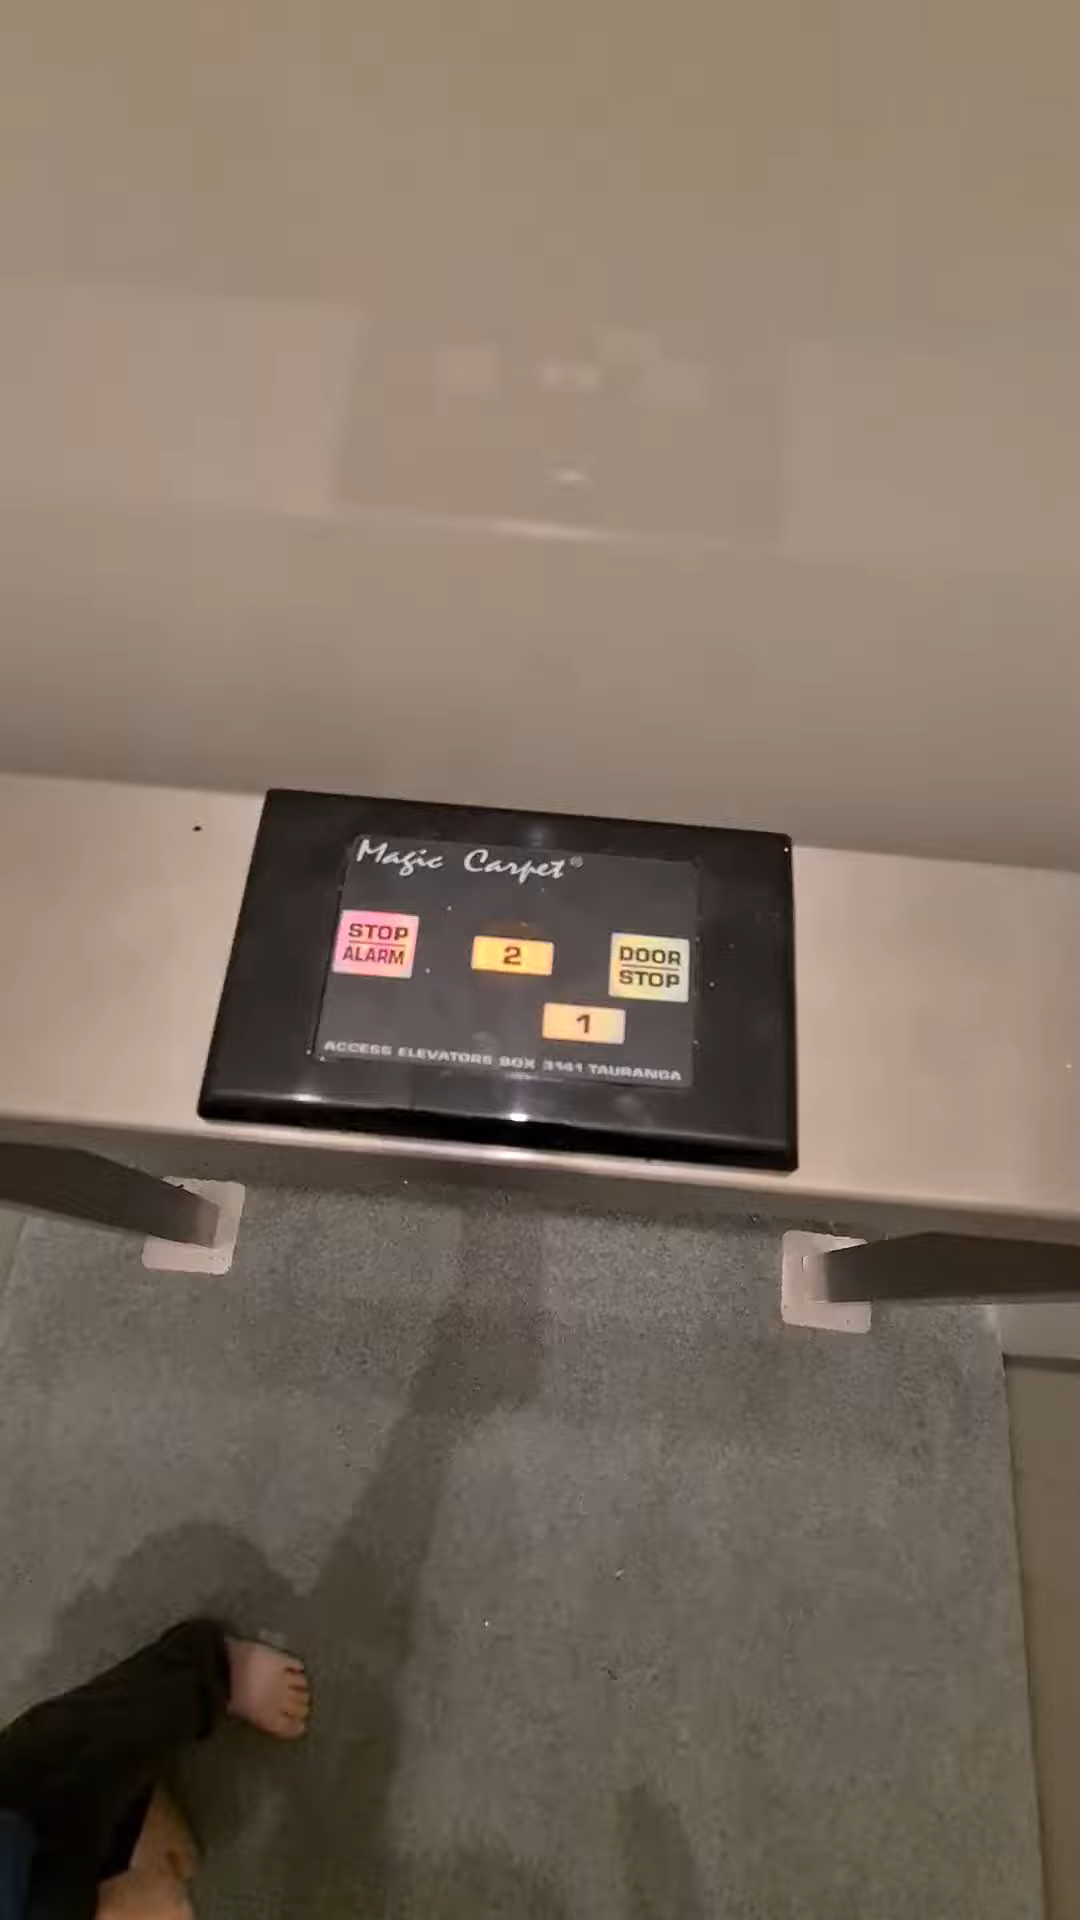 Magic Carpet®
STOP
ALARM
2
DOOR
STOP
1
ACCESS ELEVATORS BOX 3141 TAURANGA